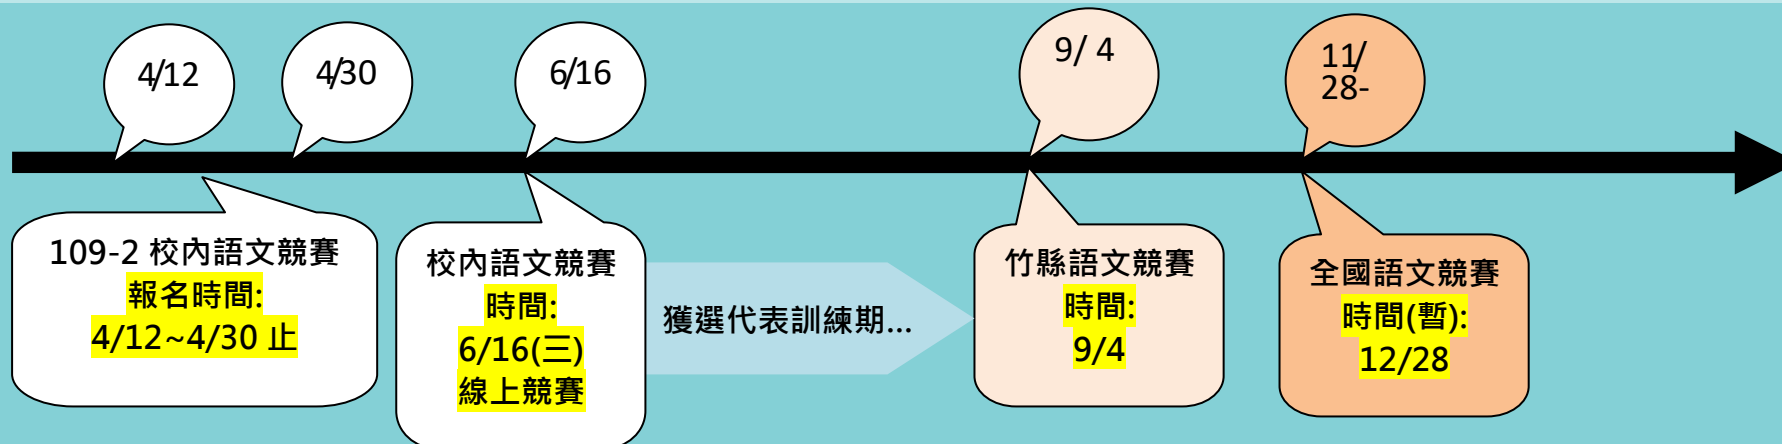 4/12
4/30
6/16
9/ 4
11/
28-
109-2 校內語文競賽
報名時間:
4/12~4/30 止
校內語文競賽
時間:
6/16(三)
線上競賽
獲選代表訓練期...
竹縣語文競賽
時間:
9/4
全國語文競賽
時間(暫):
12/28